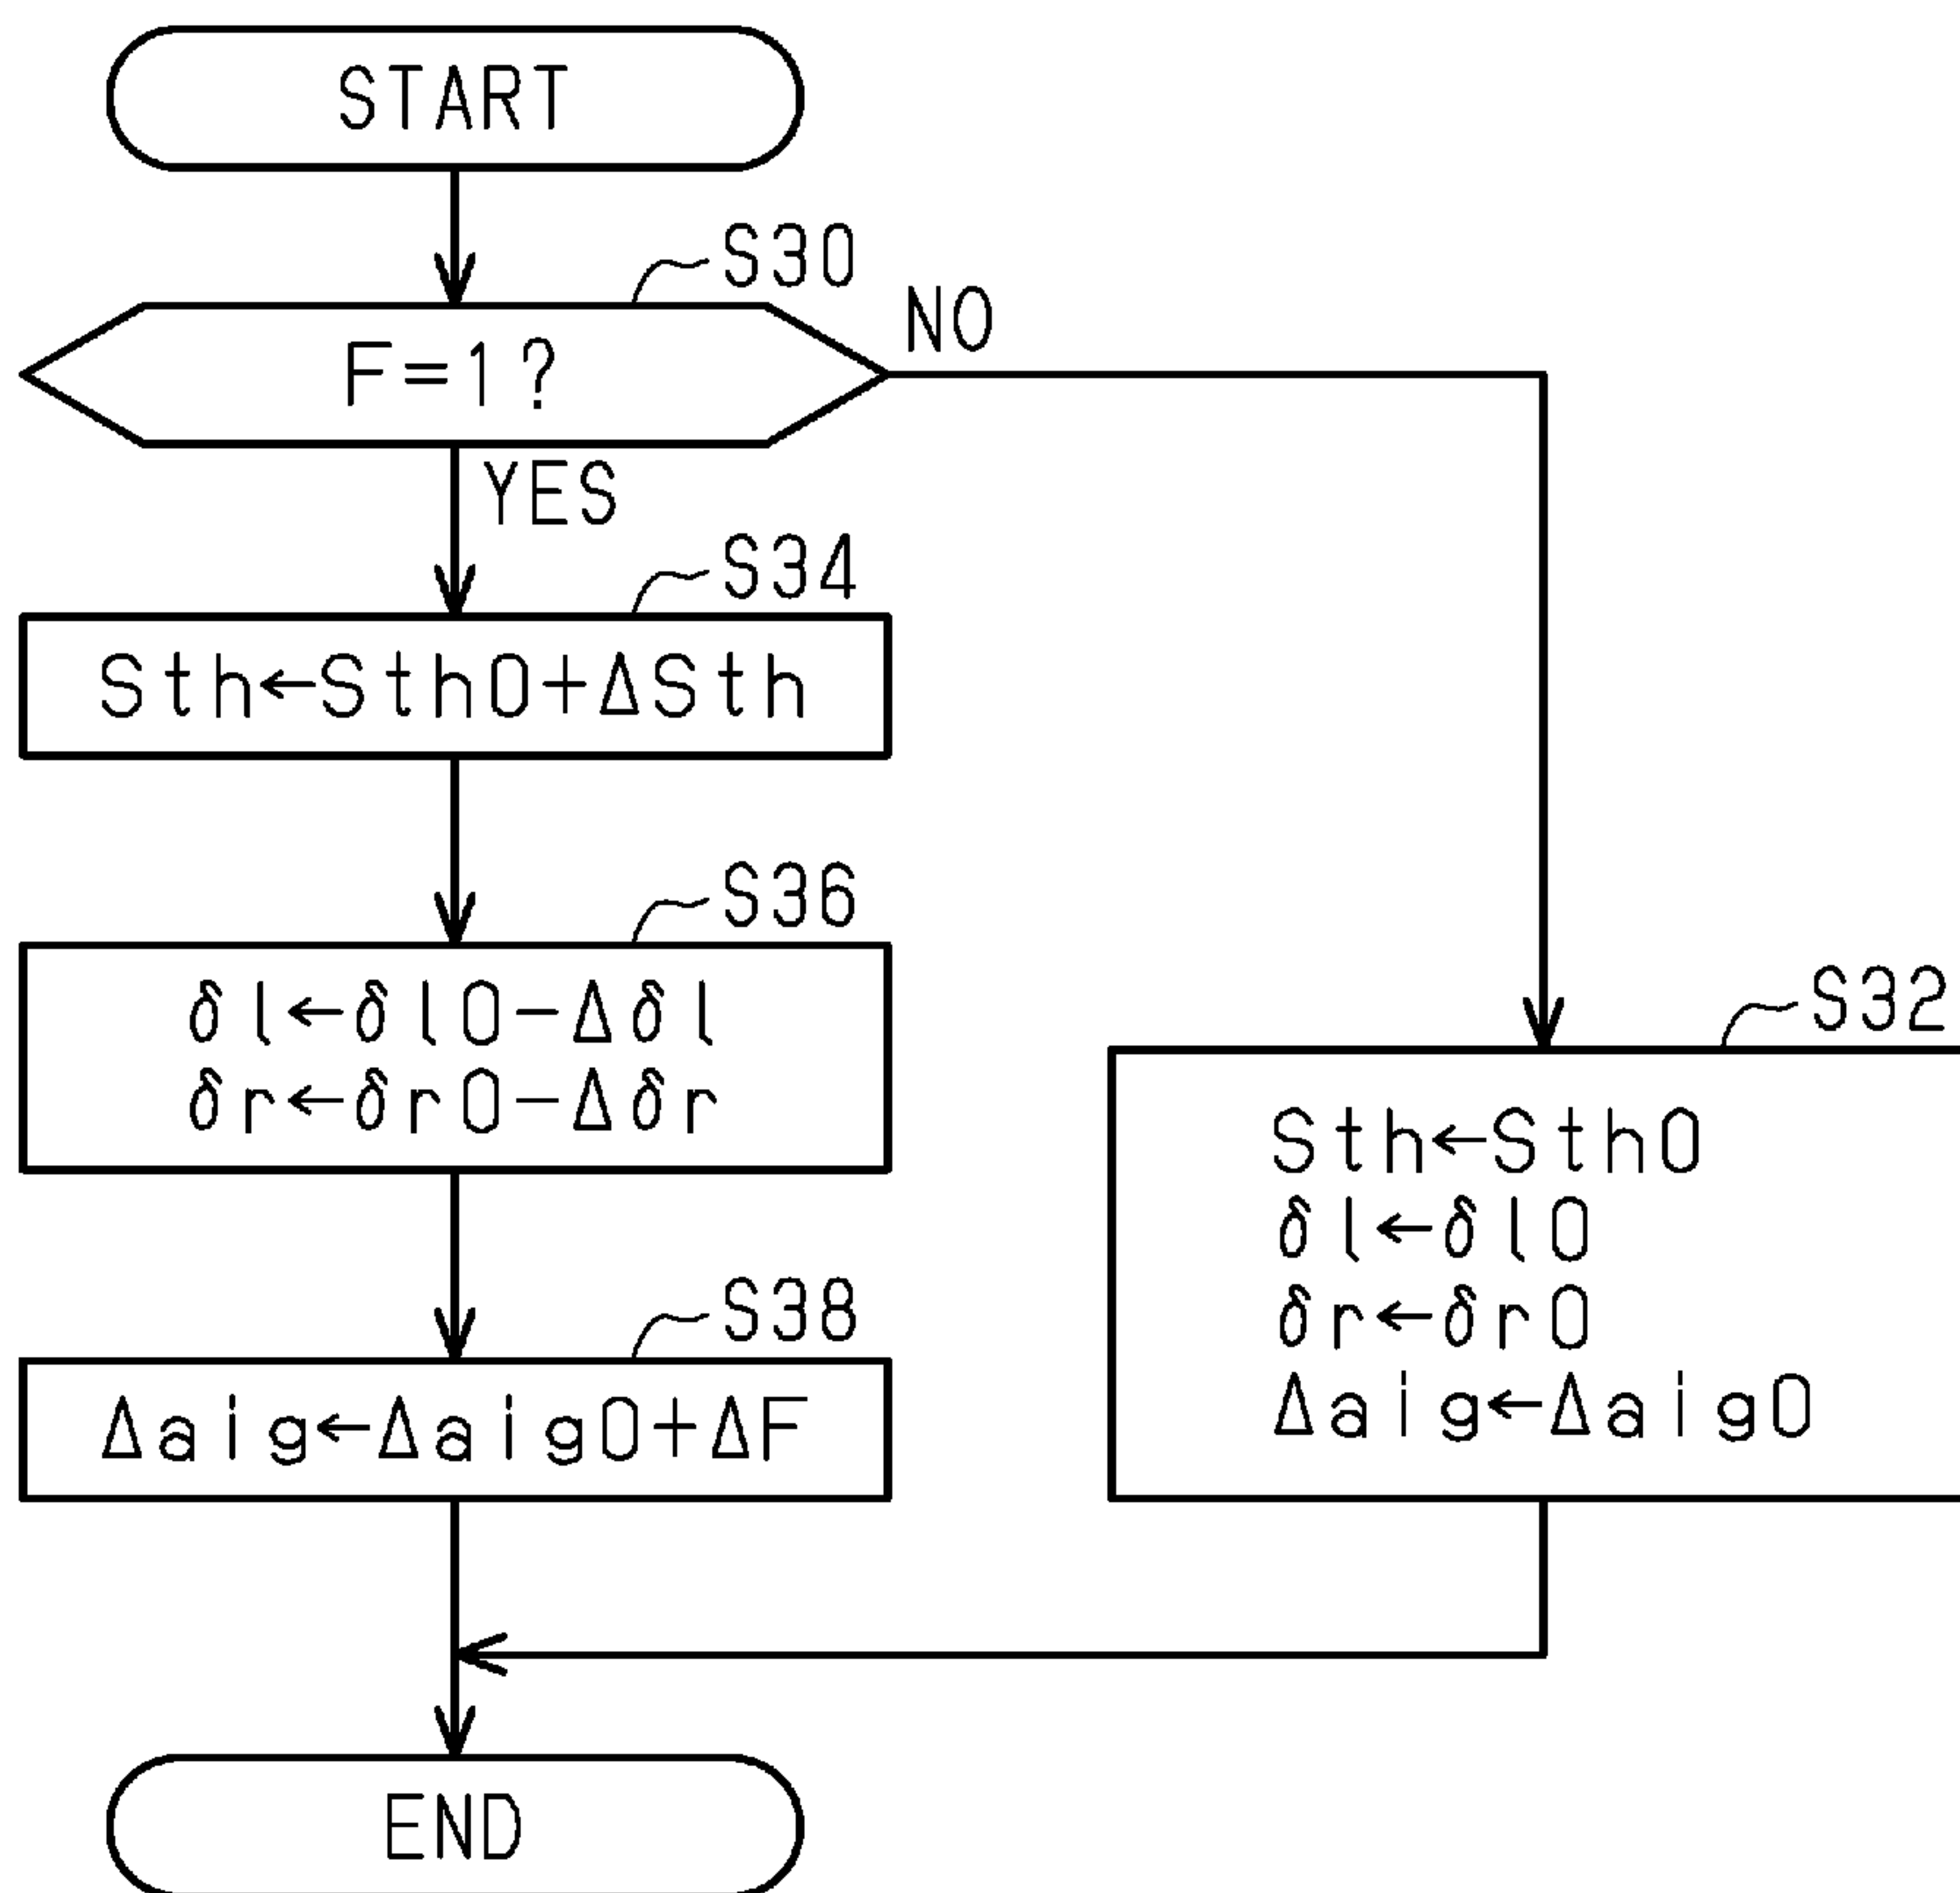 START
S30
F=1?
NO
YES
S34
Sth←Sth0+ΔSth
S36
δl←δl0−Δδl
δr←δr0−Δδr
S32
Sth←Sth0
δl←δl0
δr←δr0
Δaig←Δaig0
S38
Δaig←Δaig0+ΔF
END